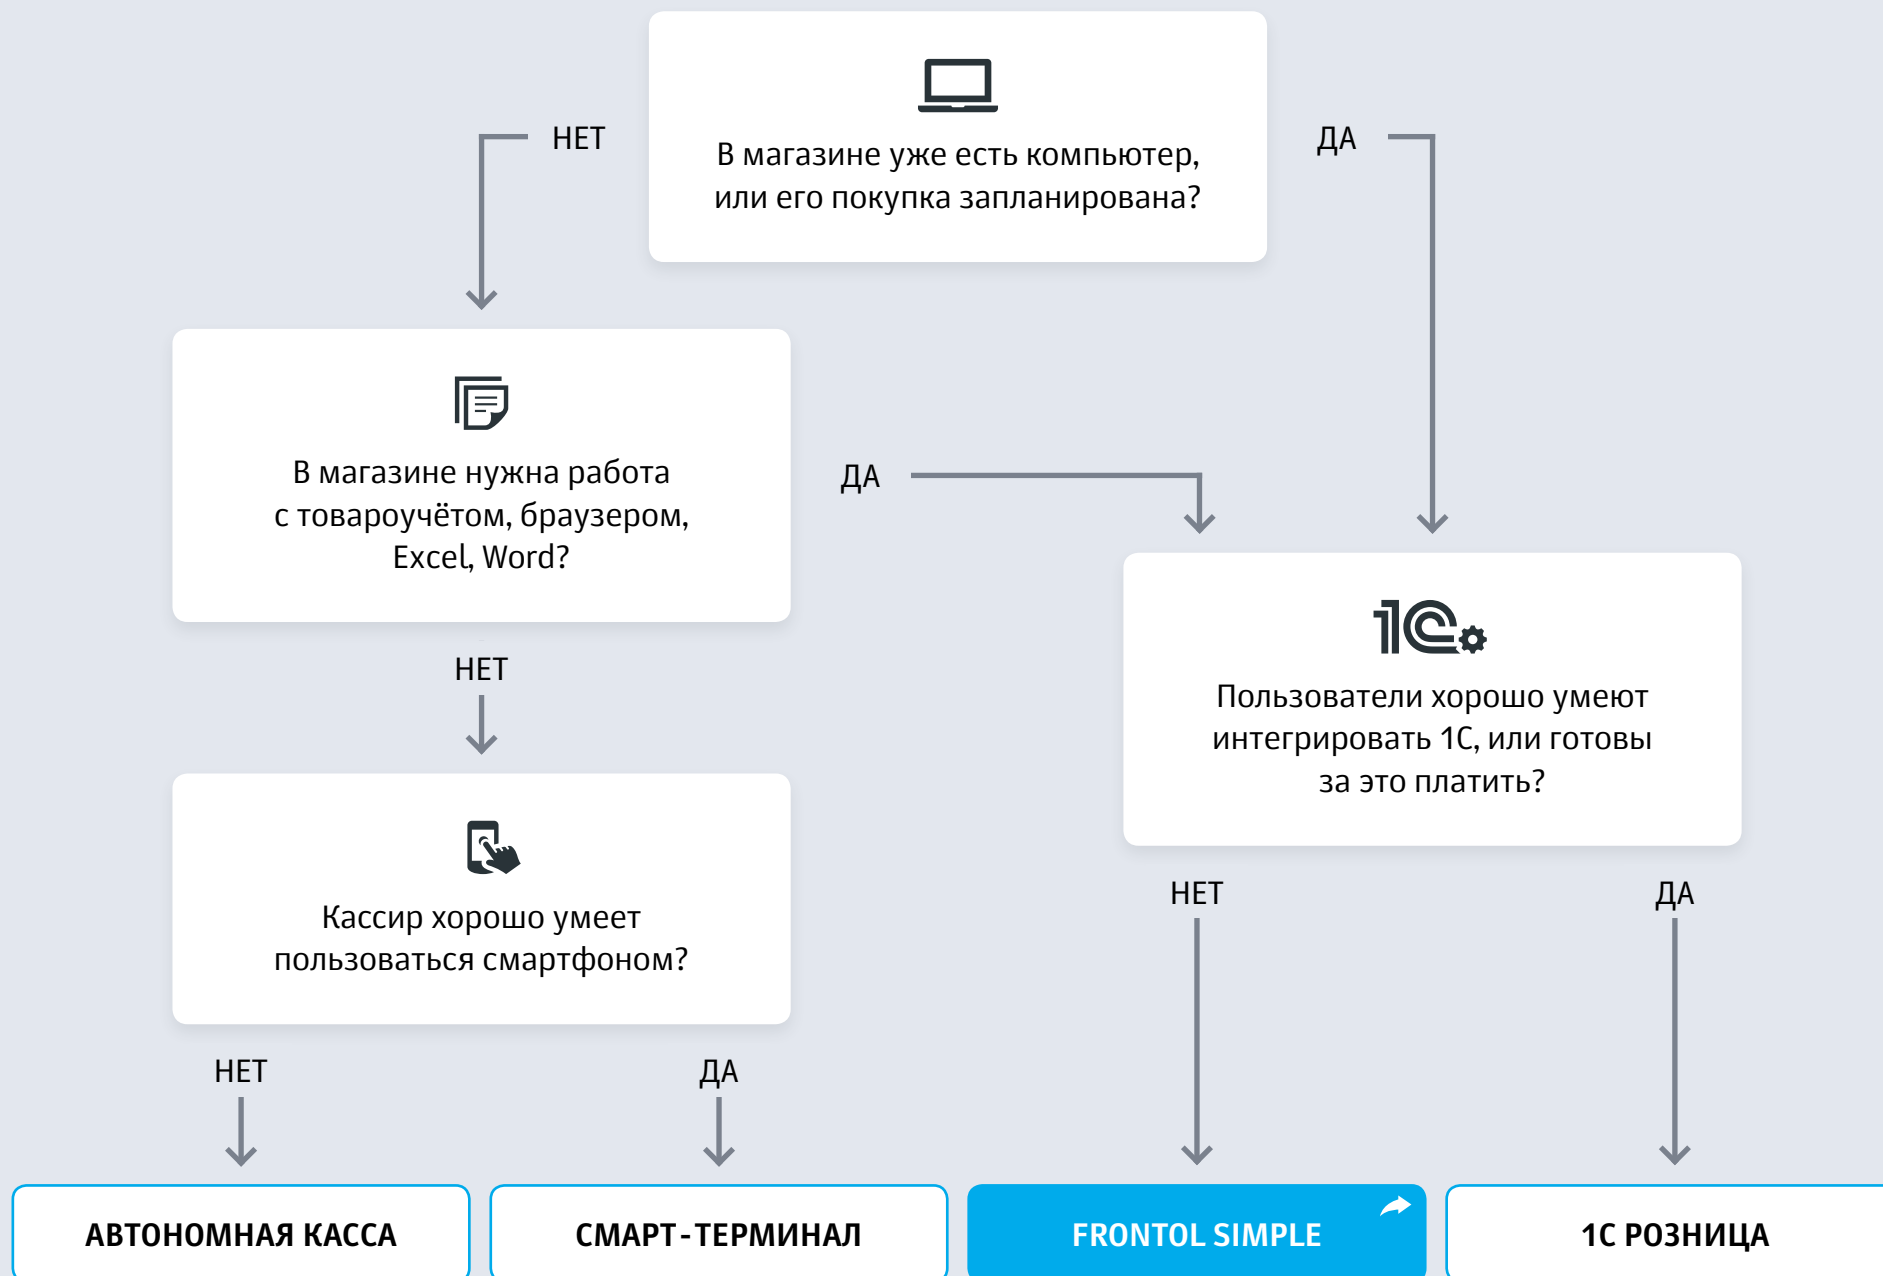 В магазине уже есть компьютер,
или его покупка запланирована?
НЕТ
ДА
В магазине нужна работа
с товароучётом, браузером,
Excel, Word?
ДА
НЕТ
1С
Пользователи хорошо умеют
интегрировать 1С, или готовы
за это платить?
Кассир хорошо умеет
пользоваться смартфоном?
НЕТ
ДА
НЕТ
ДА
АВТОНОМНАЯ КАССА
СМАРТ-ТЕРМИНАЛ
FRONTOL SIMPLE
1С РОЗНИЦА